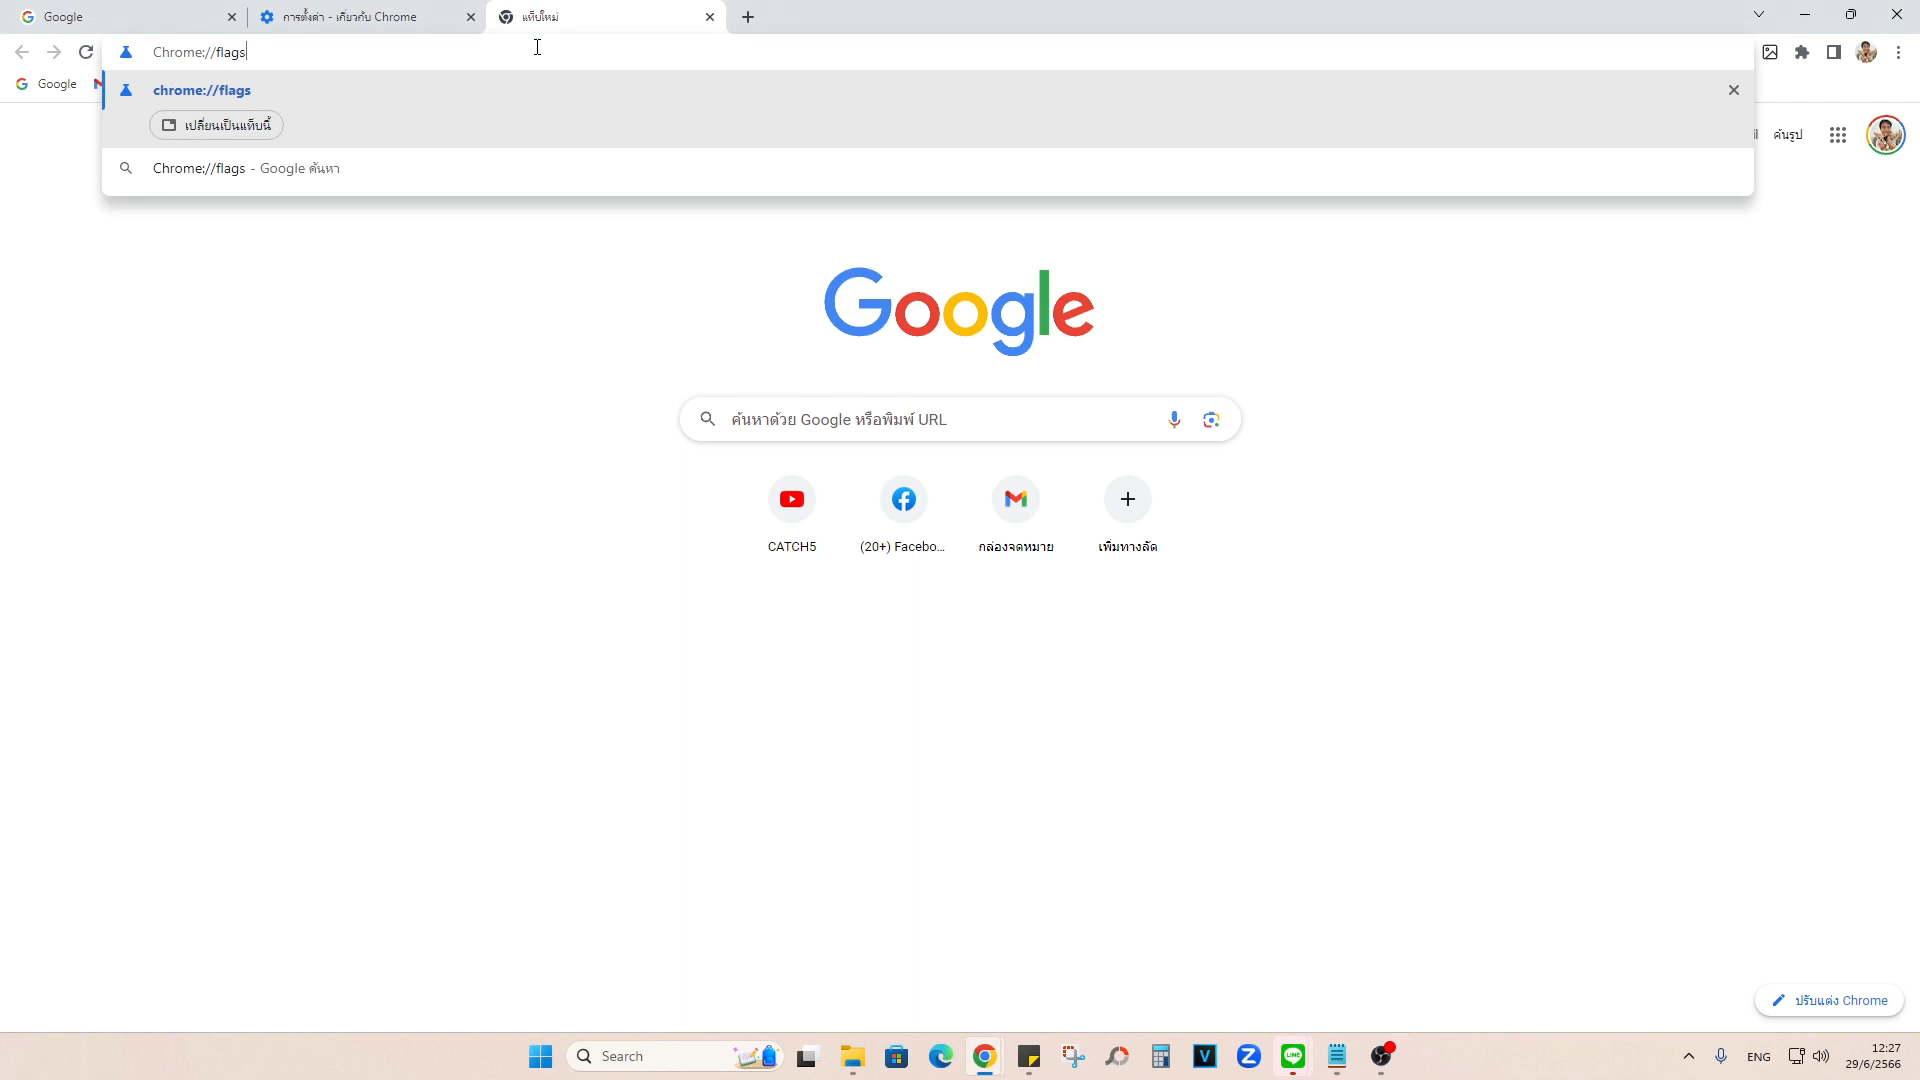 Google
การตั้งค่า - เกี่ยวกับ Chrome
แท็บใหม่
Chrome://flags
Google
chrome://flags
เปลี่ยนเป็นแท็บนี้
ค้นรูป
Chrome://flags - Google ค้นหา
Google
ค้นหาด้วย Google หรือพิมพ์ URL
CATCH5
(20+) Facebo...
กล่องจดหมาย
เพิ่มทางลัด
ปรับแต่ง Chrome
Search
LINE
ENG
12:27
29/6/2566